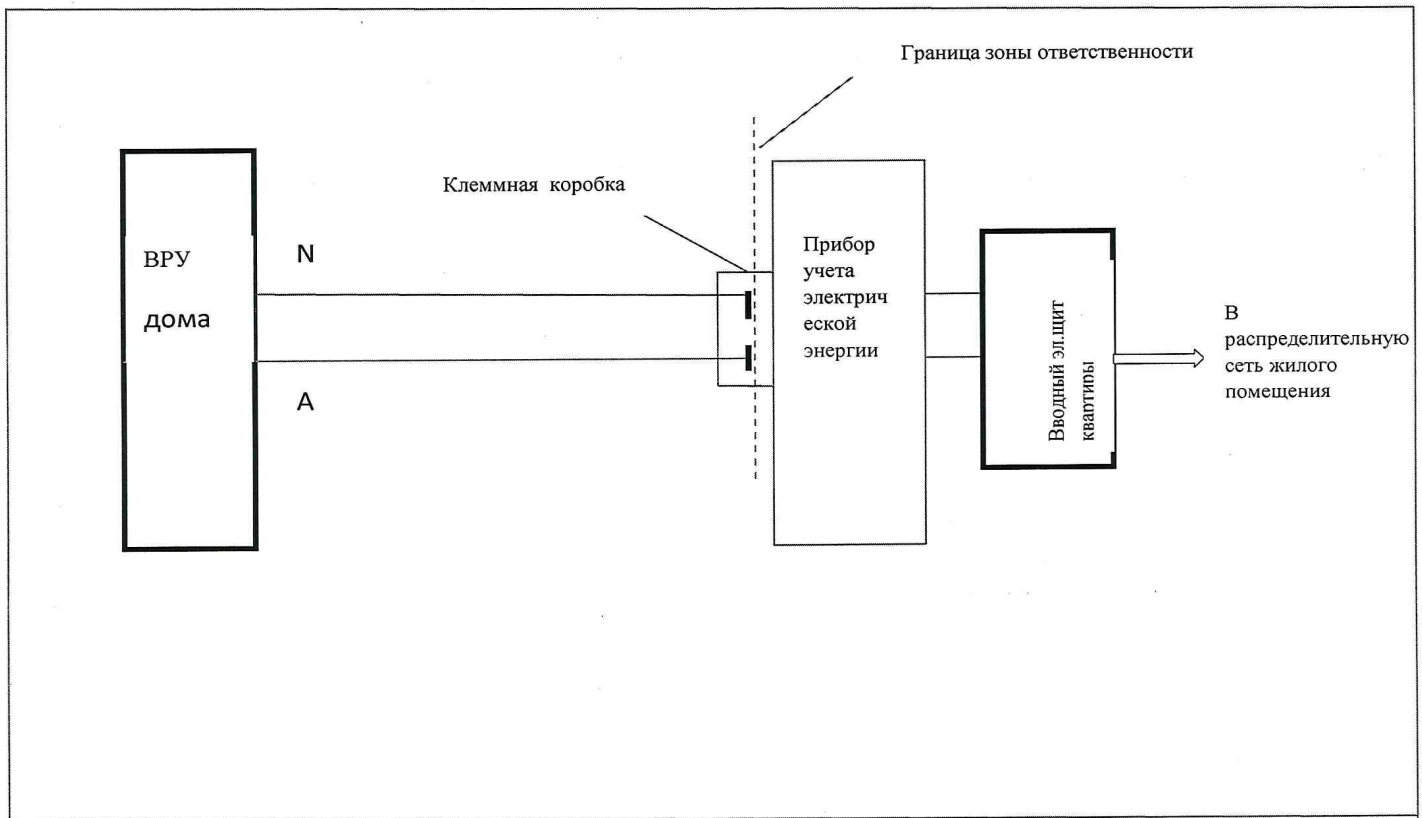 Граница зоны ответственности
Клеммная коробка
ВРУ
дома
N
A
Прибор
учета
электрич
еской
энергии
Вводный эл.щит
квартиры
В
распределительную
сеть жилого
помещения